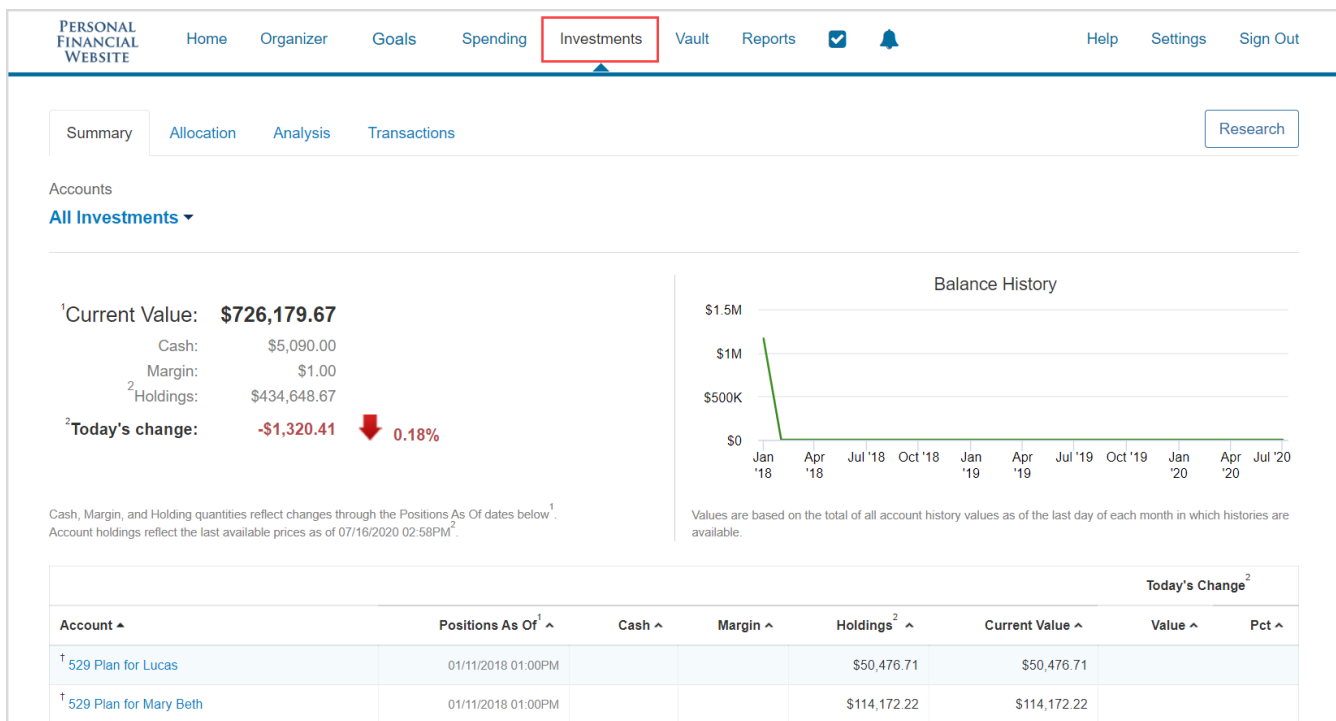 PERSONAL
FINANCIAL
WEBSITE
Home Organizer Goals Spending Investments Vault Reports Help Settings Sign Out
Summary Allocation Analysis Transactions Research
Accounts
All Investments
1Current Value: $726,179.67
Cash: $5,090.00
Margin: $1.00
2Holdings: $434,648.67
2Today's change: -$1,320.41 0.18%
Cash, Margin, and Holding quantities reflect changes through the Positions As Of dates below1.
Account holdings reflect the last available prices as of 07/16/2020 02:58PM2.
Balance History
$1.5M
$1M
$500K
$0
Jan '18 Apr '18 Jul '18 Oct '18 Jan '19 Apr '19 Jul '19 Oct '19 Jan '20 Apr '20 Jul '20
Values are based on the total of all account history values as of the last day of each month in which histories are
available.
Today's Change2
Account Positions As Of1 Cash Margin Holdings2 Current Value Value Pct
† 529 Plan for Lucas 01/11/2018 01:00PM $50,476.71 $50,476.71
† 529 Plan for Mary Beth 01/11/2018 01:00PM $114,172.22 $114,172.22